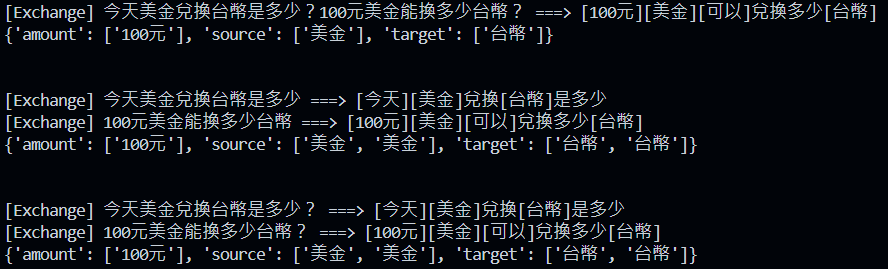 [Exchange] 今天美金兌換台幣是多少？100元美金能換多少台幣？ ===> [100元][美金][可以]兌換多少[台幣]
{'amount': ['100元'], 'source': ['美金'], 'target': ['台幣']}
[Exchange] 今天美金兌換台幣是多少 ===> [今天][美金]兌換[台幣]是多少
[Exchange] 100元美金能換多少台幣 ===> [100元][美金][可以]兌換多少[台幣]
{'amount': ['100元'], 'source': ['美金', '美金'], 'target': ['台幣', '台幣']}
[Exchange] 今天美金兌換台幣是多少？ ===> [今天][美金]兌換[台幣]是多少
[Exchange] 100元美金能換多少台幣？ ===> [100元][美金][可以]兌換多少[台幣]
{'amount': ['100元'], 'source': ['美金', '美金'], 'target': ['台幣', '台幣']}